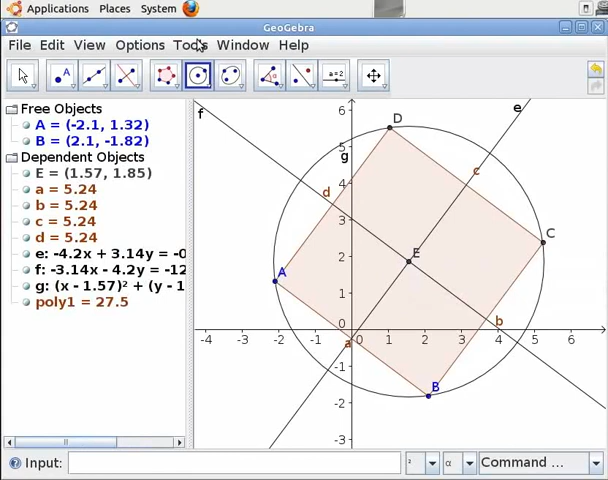 Applications Places System
GeoGebra
File Edit View Options Tools Window Help
A
a=2
Free Objects
A = (-2.1, 1.32)
B = (2.1, -1.82)
Dependent Objects
E = (1.57, 1.85)
a = 5.24
b = 5.24
c = 5.24
d = 5.24
e: -4.2x + 3.14y = -0
f: -3.14x - 4.2y = -12
g: (x - 1.57)² + (y - 1
poly1 = 27.5
f
6
D
e
5
g
c
4
d
3
C
2
E
A
1
b
0
-4 -3 -2 -1 0 1 2 3 4 5 6
a
-1
B
-2
-3
Input:
²
α
Command ...